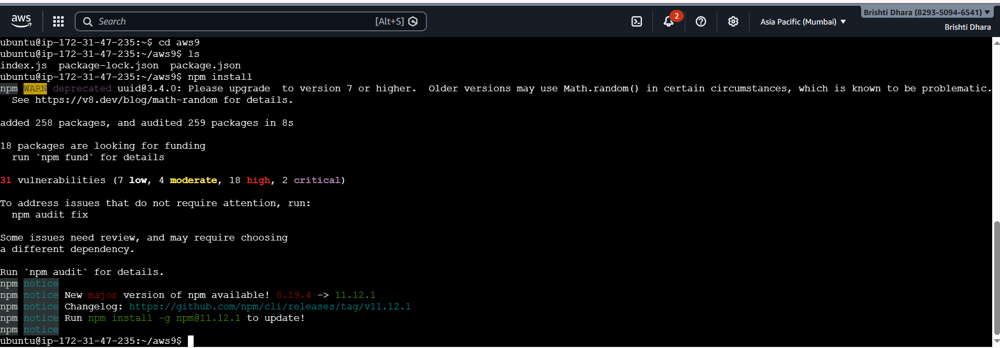 aws
Search [Alt+S]
2
Asia Pacific (Mumbai)
Brishti Dhara (8293-5094-6541)
Brishti Dhara
ubuntu@ip-172-31-47-235:~$ cd aws9
ubuntu@ip-172-31-47-235:~/aws9$ ls
index.js  package-lock.json  package.json
ubuntu@ip-172-31-47-235:~/aws9$ npm install
npm WARN deprecated uuid@3.4.0: Please upgrade  to version 7 or higher.  Older versions may use Math.random() in certain circumstances, which is known to be problematic.
  See https://v8.dev/blog/math-random for details.
added 258 packages, and audited 259 packages in 8s
18 packages are looking for funding
  run `npm fund` for details
31 vulnerabilities (7 low, 4 moderate, 18 high, 2 critical)
To address issues that do not require attention, run:
  npm audit fix
Some issues need review, and may require choosing
a different dependency.
Run `npm audit` for details.
npm notice
npm notice New major version of npm available! 8.19.4 -> 11.12.1
npm notice Changelog: https://github.com/npm/cli/releases/tag/v11.12.1
npm notice Run npm install -g npm@11.12.1 to update!
npm notice
ubuntu@ip-172-31-47-235:~/aws9$